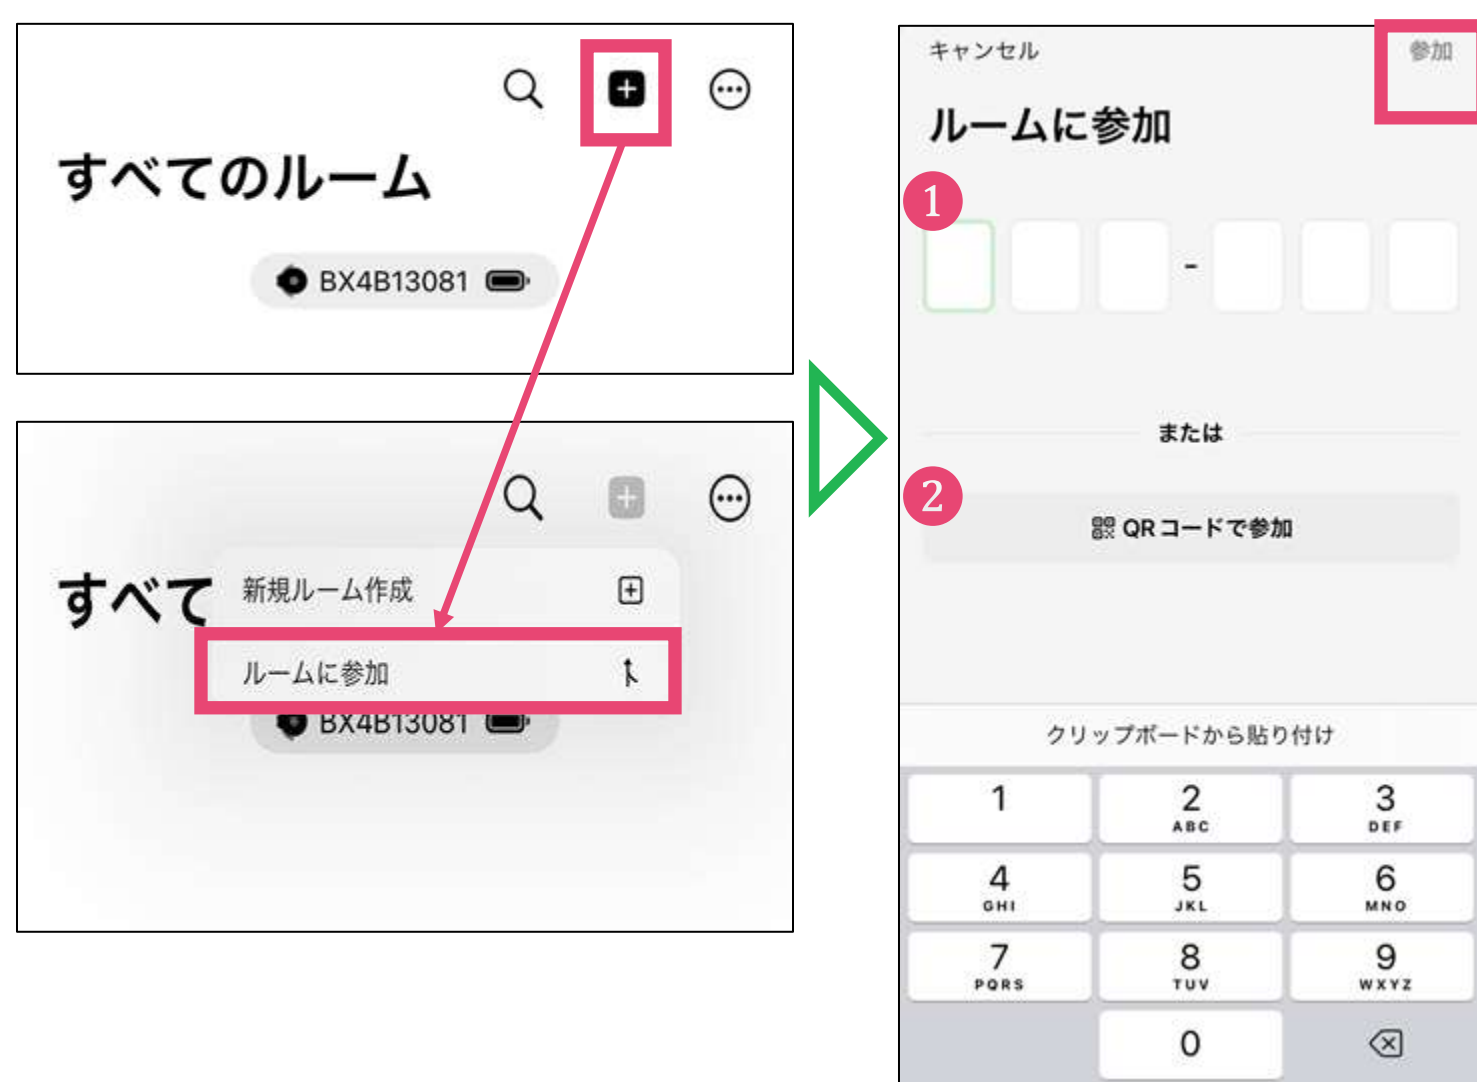 すべてのルーム
BX4B13081
すべて
新規ルーム作成
ルームに参加
BX4B13081
キャンセル
参加
ルームに参加
1
-
または
2
QRコードで参加
クリップボードから貼り付け
1 2 3
ABC DEF
4 5 6
GHI JKL MNO
7 8 9
PQRS TUV WXYZ
0